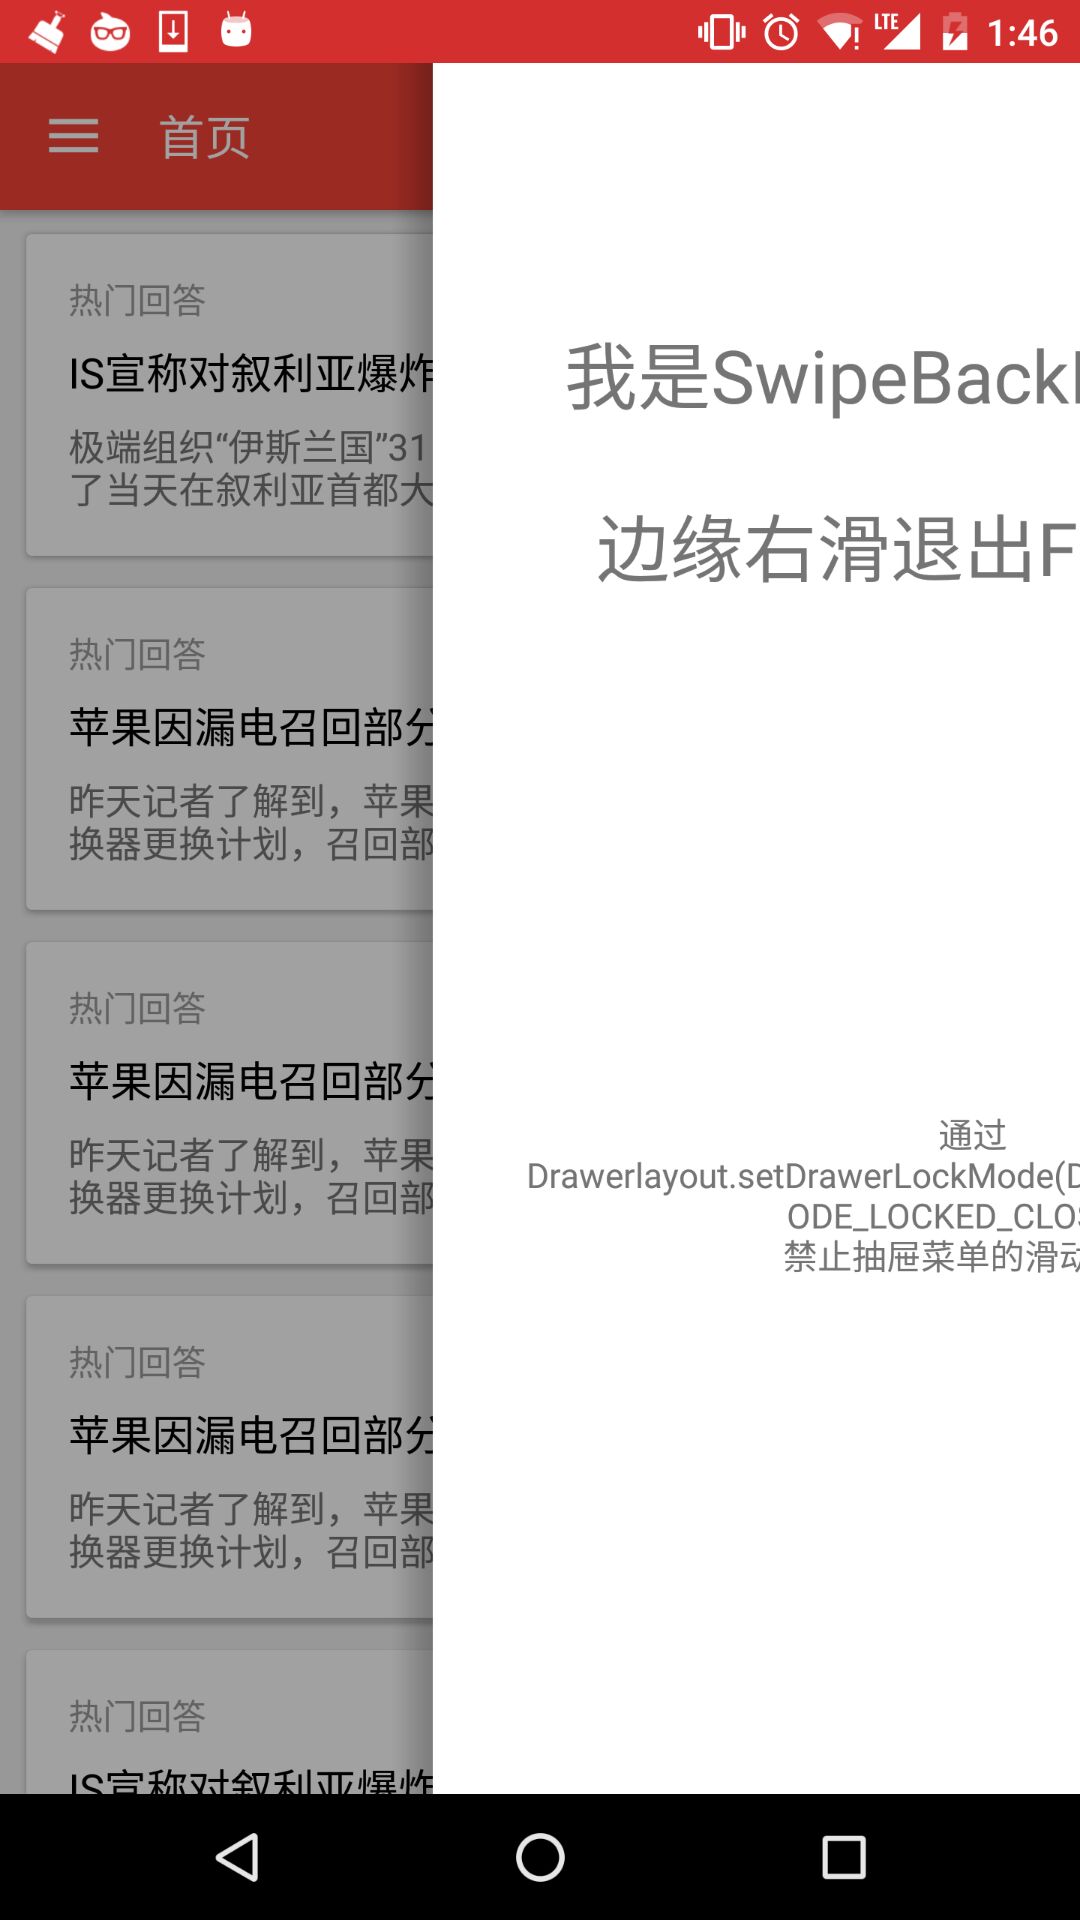 LTE 1:46
首页
热门回答
IS宣称对叙利亚爆炸
极端组织“伊斯兰国”31
了当天在叙利亚首都大
热门回答
苹果因漏电召回部分
昨天记者了解到，苹果
换器更换计划，召回部
热门回答
苹果因漏电召回部分
昨天记者了解到，苹果
换器更换计划，召回部
热门回答
苹果因漏电召回部分
昨天记者了解到，苹果
换器更换计划，召回部
热门回答
IS宣称对叙利亚爆炸
我是SwipeBack
边缘右滑退出F
通过
Drawerlayout.setDrawerLockMode(D
ODE_LOCKED_CLOS
禁止抽屉菜单的滑动